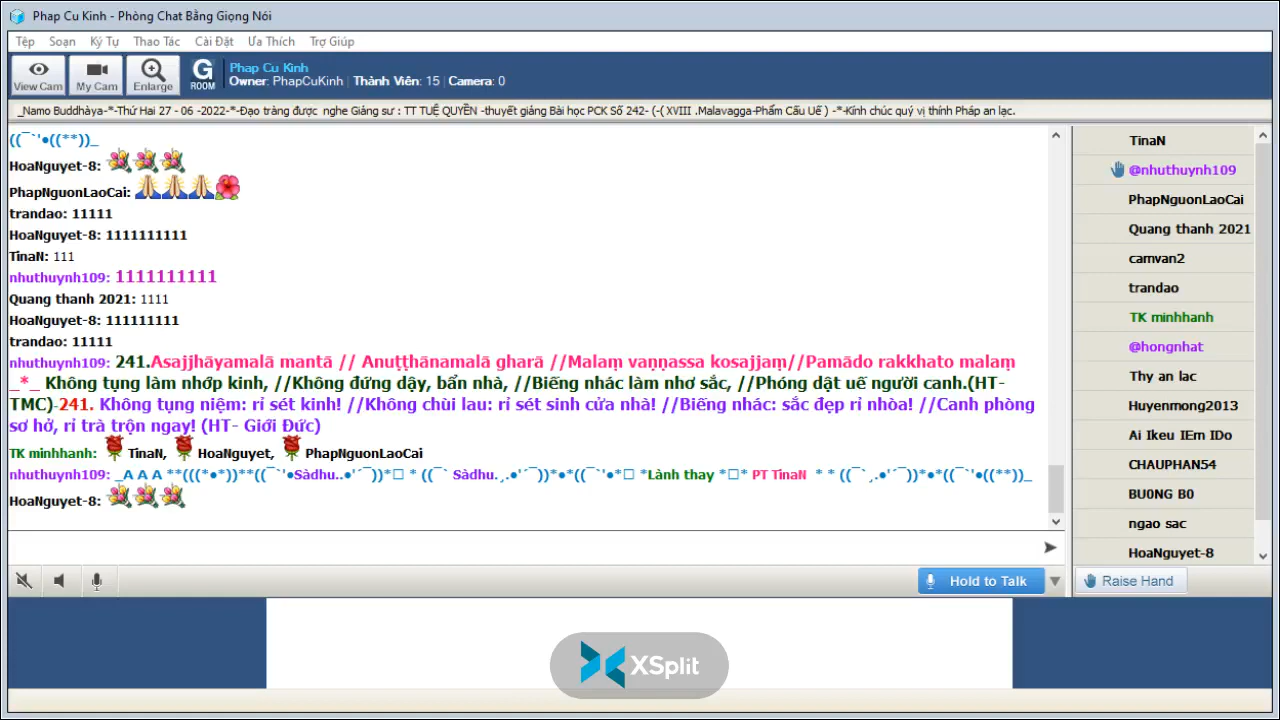 Phap Cu Kinh - Phòng Chat Bằng Giọng Nói
Tệp Soạn Ký Tự Thao Tác Cài Đặt Ưa Thích Trợ Giúp
View Cam My Cam Enlarge G ROOM
Phap Cu Kinh
Owner: PhapCuKinh | Thành Viên: 15 | Camera: 0
_Namo Buddhàya-*-Thứ Hai 27 - 06 -2022-*-Đạo tràng được nghe Giảng sư : TT TUỆ QUYỀN -thuyết giảng Bài học PCK Số 242- (-( XVIII .Malavagga-Phẩm Cấu Uế ) -*-Kính chúc quý vị thính Pháp an lạc.
((¯`'●((**))_
HoaNguyet-8:
PhapNguonLaoCai:
trandao: 11111
HoaNguyet-8: 1111111111
TinaN: 111
nhuthuynh109: 1111111111
Quang thanh 2021: 1111
HoaNguyet-8: 111111111
trandao: 11111
nhuthuynh109: 241.Asajjhāyamalā mantā // Anuṭṭhānamalā gharā //Malaṃ vaṇṇassa kosajjaṃ//Pamādo rakkhato malaṃ
_*_ Không tụng làm nhớp kinh, //Không đứng dậy, bẩn nhà, //Biếng nhác làm nhơ sắc, //Phóng dật uế người canh.(HT-
TMC)-241. Không tụng niệm: rỉ sét kinh! //Không chùi lau: rỉ sét sinh cửa nhà! //Biếng nhác: sắc đẹp rỉ nhòa! //Canh phòng
sơ hở, rỉ trà trộn ngay! (HT- Giới Đức)
TK minhhanh: TinaN, HoaNguyet, PhapNguonLaoCai
nhuthuynh109: _A A A **(((*●*))**((¯`'●Sàdhu..●'´¯))*□ * ((¯` Sàdhu.¸.●'´¯))*●*((¯`'●*□ *Lành thay *□* PT TinaN * * ((¯`¸.●'´¯))*●*((¯`'●((**))_
HoaNguyet-8:
Hold to Talk
TinaN
@nhuthuynh109
PhapNguonLaoCai
Quang thanh 2021
camvan2
trandao
TK minhhanh
@hongnhat
Thy an lac
Huyenmong2013
Ai Ikeu IEm IDo
CHAUPHAN54
BU0NG B0
ngao sac
HoaNguyet-8
Raise Hand
XSplit